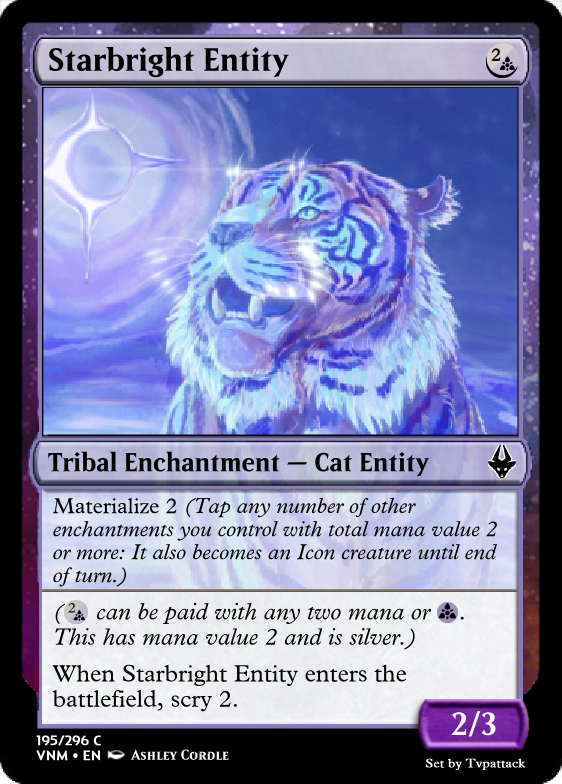 Starbright Entity
2
Tribal Enchantment — Cat Entity
Materialize 2 (Tap any number of other
enchantments you control with total mana value 2
or more: It also becomes an Icon creature until end
of turn.)
(2 can be paid with any two mana or .
This has mana value 2 and is silver.)
When Starbright Entity enters the
battlefield, scry 2.
2/3
195/296 C
VNM • EN Ashley Cordle
Set by Tvpattack